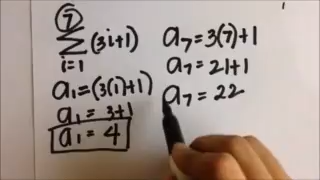 7
Σ (3i+1)
i=1
a₁=(3(i)+1)
a₁ = 3+1
a₁ = 4
a₇=3(7)+1
a₇ = 21+1
a₇ = 22